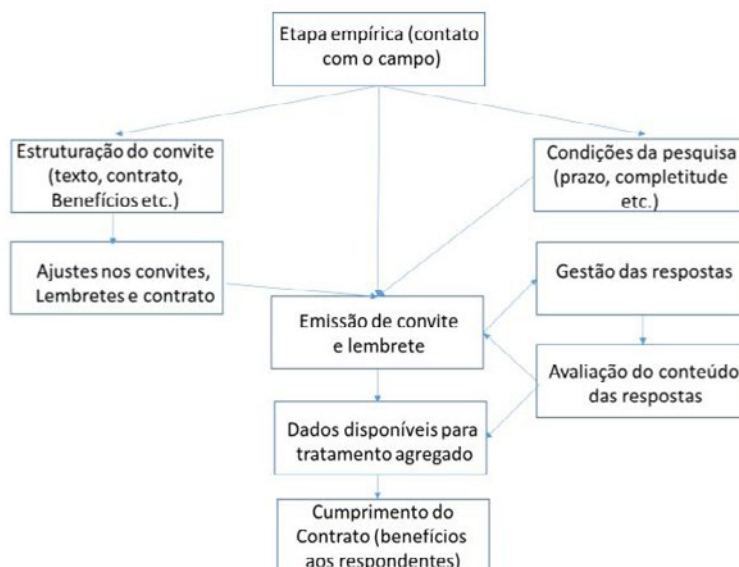 Etapa empírica (contato
com o campo)
Estruturação do convite
(texto, contrato,
Benefícios etc.)
Condições da pesquisa
(prazo, completitude
etc.)
Ajustes nos convites,
Lembretes e contrato
Gestão das respostas
Emissão de convite
e lembrete
Avaliação do conteúdo
das respostas
Dados disponíveis para
tratamento agregado
Cumprimento do
Contrato (benefícios
aos respondentes)